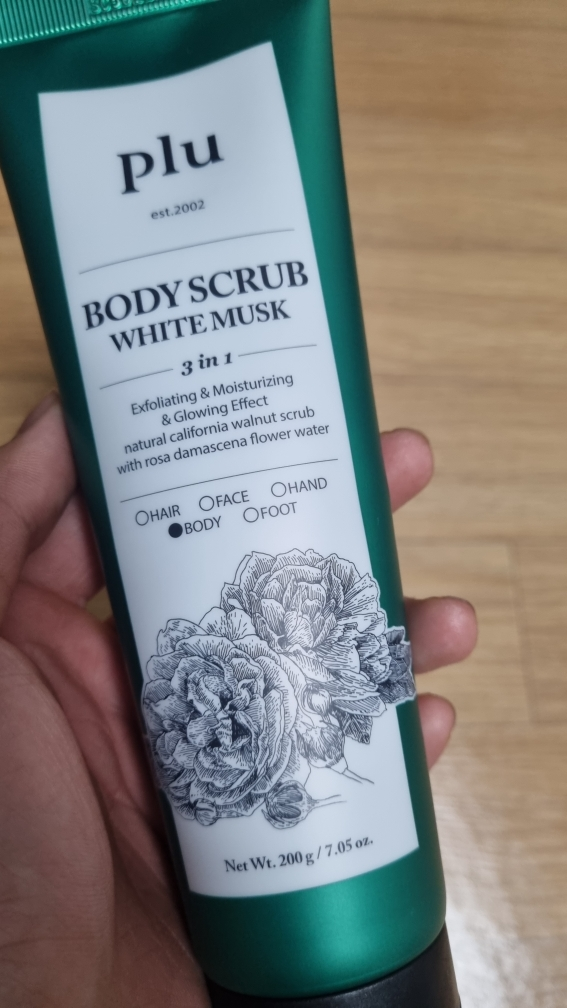 plu
est.2002
BODY SCRUB
WHITE MUSK
3 in 1
Exfoliating & Moisturizing
& Glowing Effect
natural california walnut scrub
with rosa damascena flower water
○HAIR ○FACE ○HAND
●BODY ○FOOT
Net Wt. 200 g / 7.05 oz.